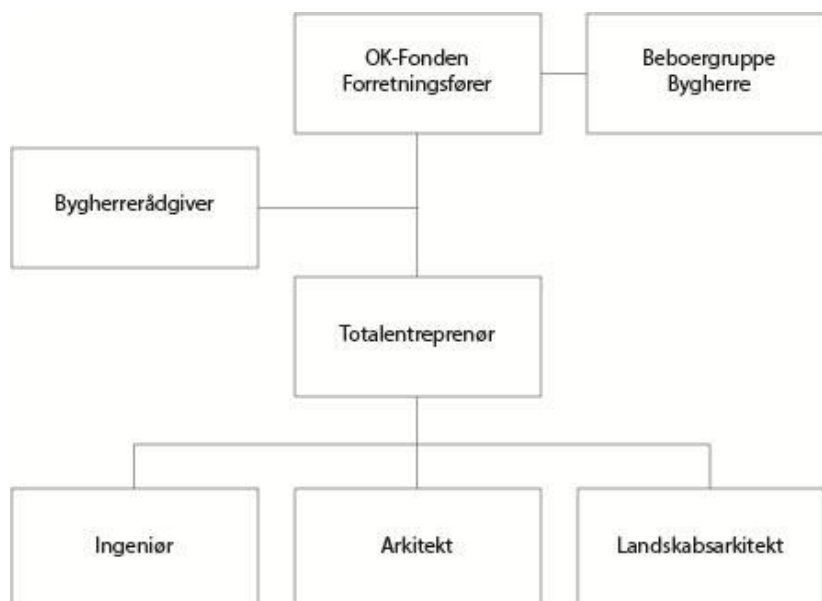 OK-Fonden
Forretningsfører
Beboergruppe
Bygherre
Bygherrerådgiver
Totalentreprenør
Ingeniør
Arkitekt
Landskabsarkitekt